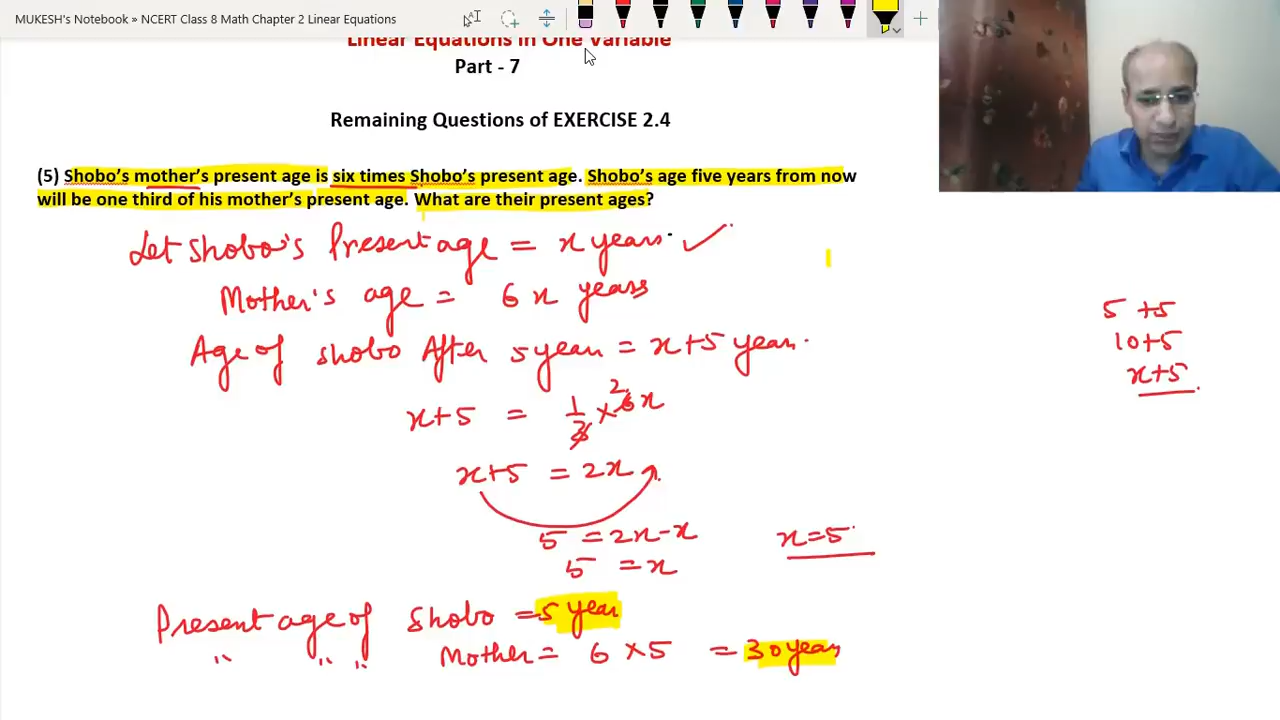 MUKESH's Notebook » NCERT Class 8 Math Chapter 2 Linear Equations
Linear Equations in One Variable
Part - 7
Remaining Questions of EXERCISE 2.4
(5) Shobo's mother's present age is six times Shobo's present age. Shobo's age five years from now
will be one third of his mother's present age. What are their present ages?
Let Shobo's Present age = x years
Mother's age = 6x years
Age of shobo After 5 year = x+5 year.
x+5 = 1/3 × 6x 2
x+5 = 2x
5 = 2x-x
5 = x
x=5
Present age of Shobo = 5 year
" " " Mother = 6 × 5 = 30 years
5 +5
10+5
x+5